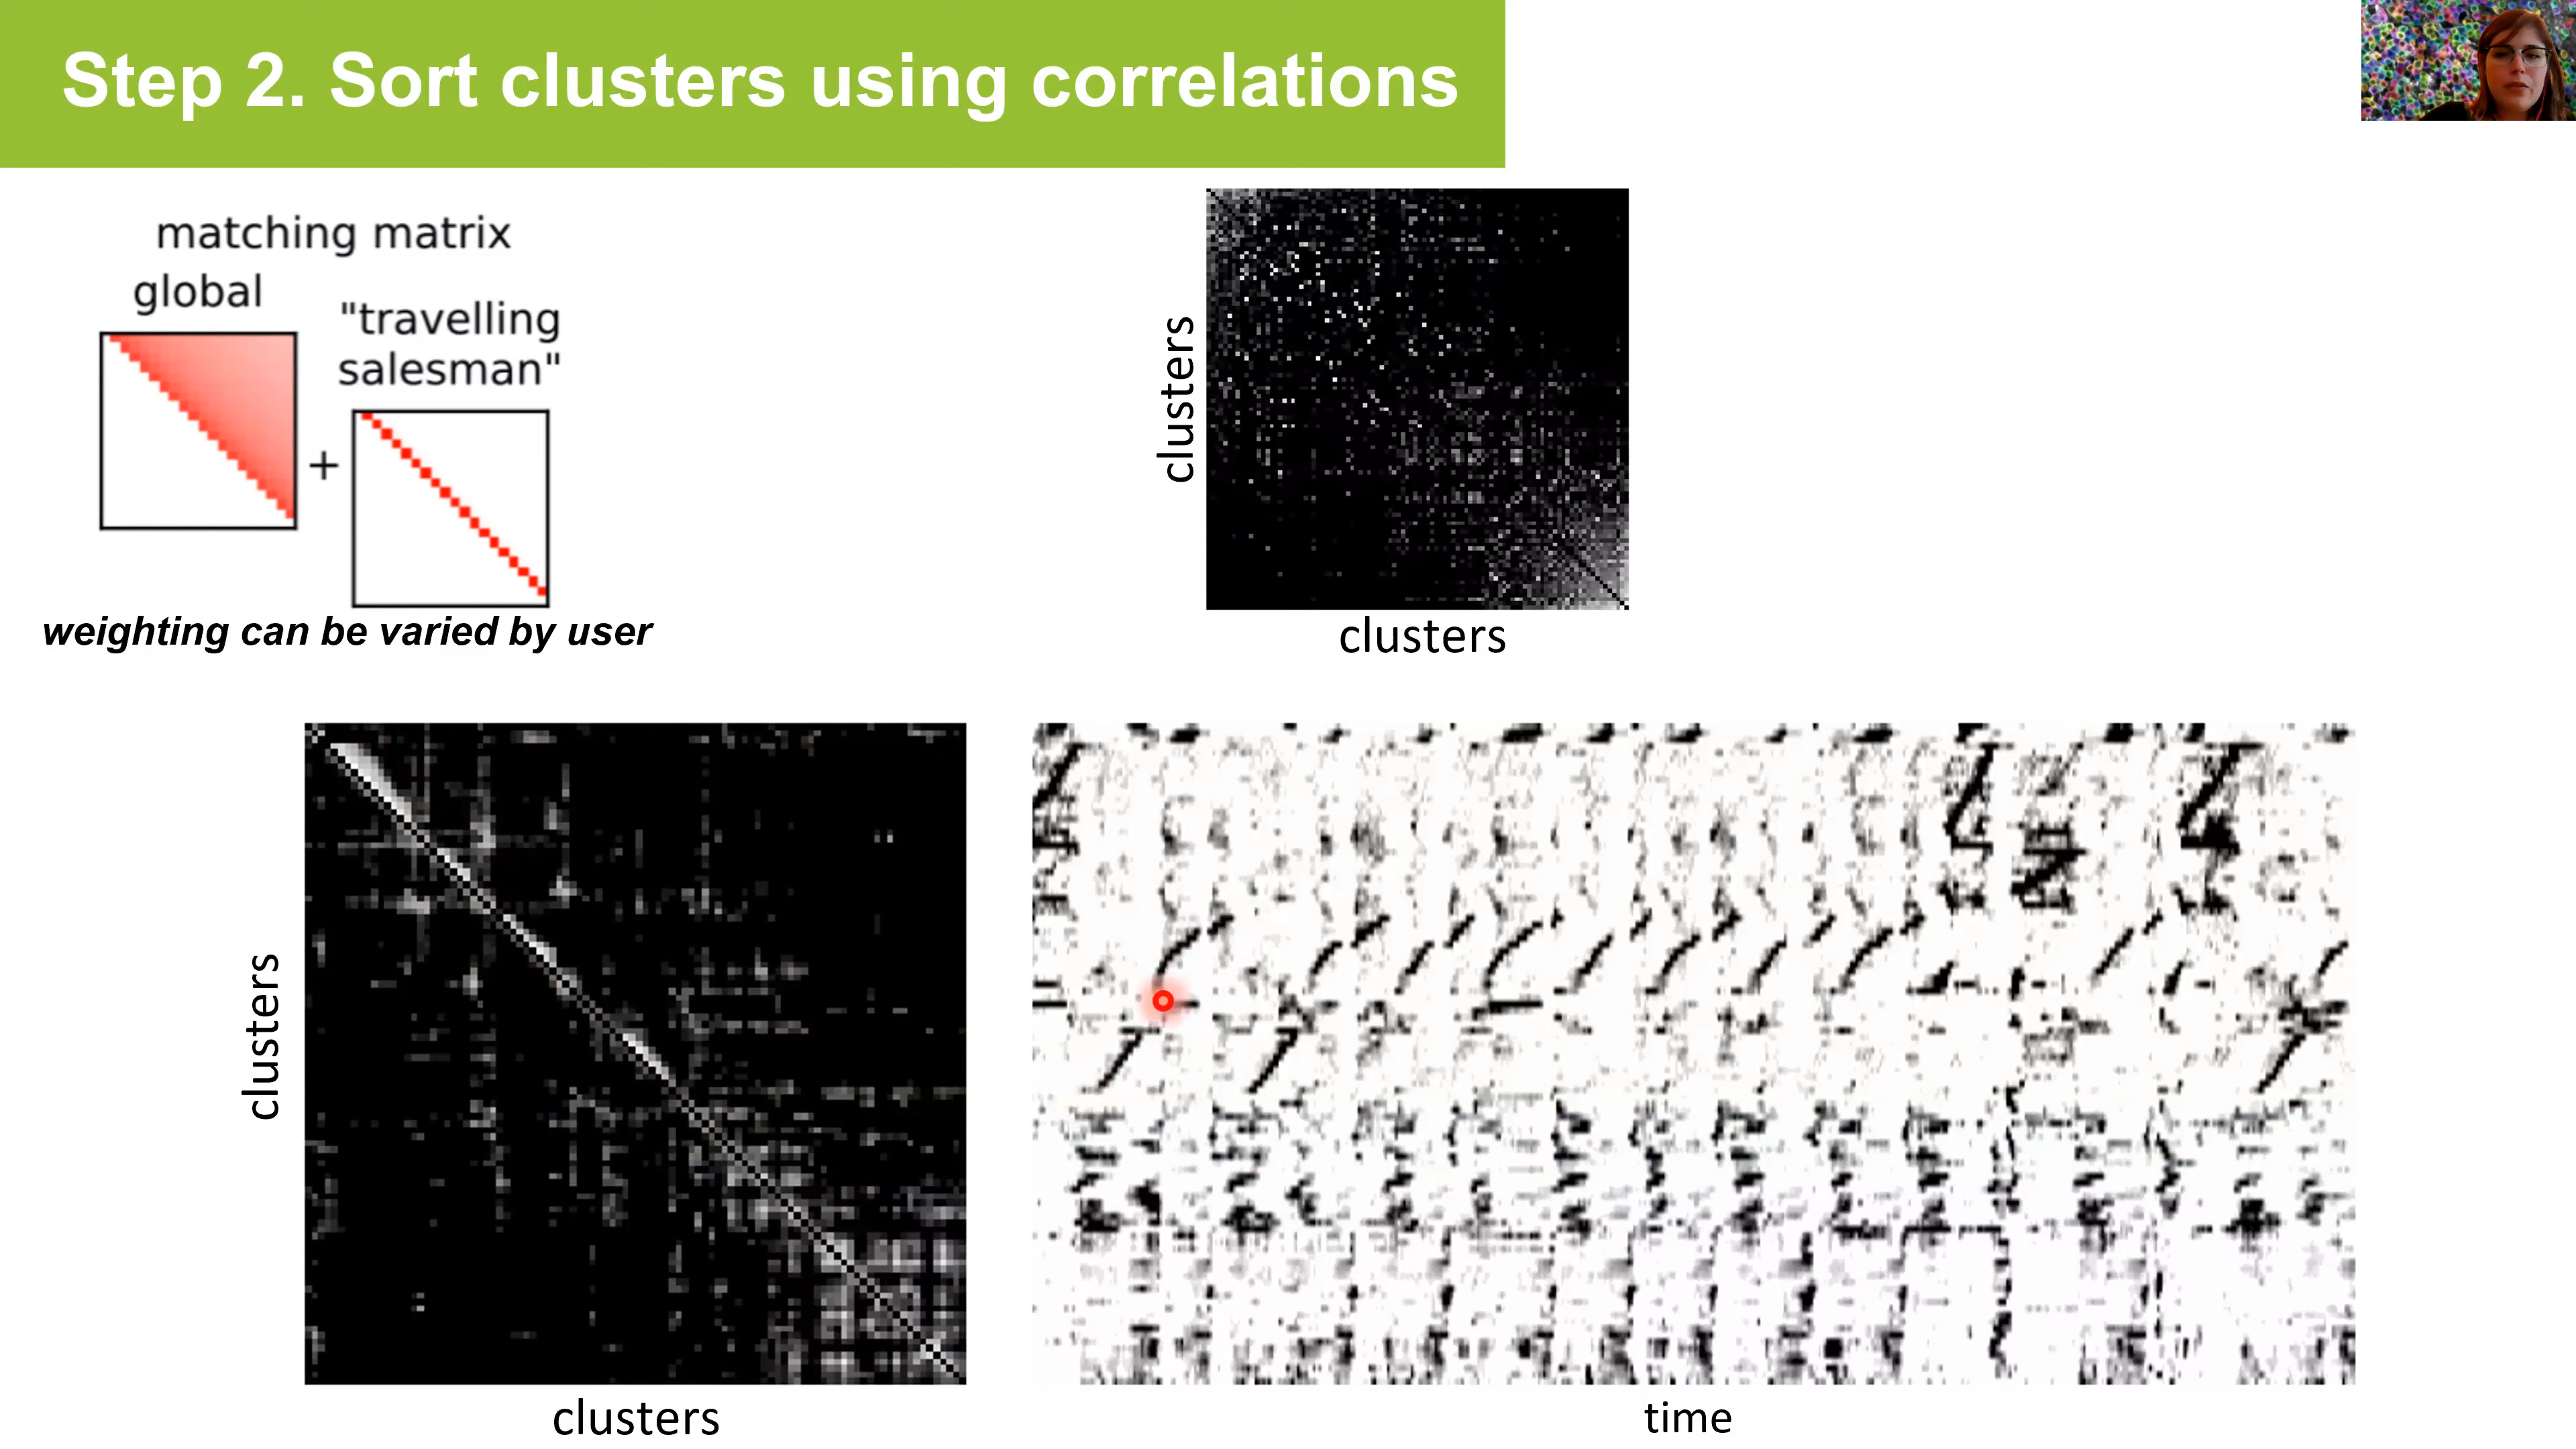 Step 2. Sort clusters using correlations
matching matrix
global
"travelling
salesman"
+
weighting can be varied by user
clusters
clusters
clusters
clusters
time